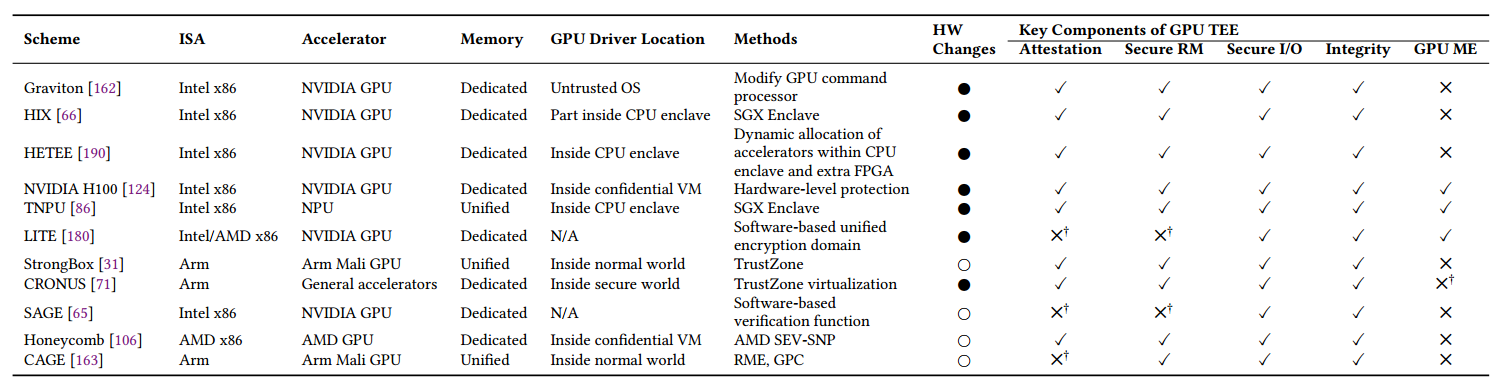 Scheme ISA Accelerator Memory GPU Driver Location Methods HW Changes Key Components of GPU TEE
Attestation Secure RM Secure I/O Integrity GPU ME
Graviton [162] Intel x86 NVIDIA GPU Dedicated Untrusted OS Modify GPU command processor ● ✓ ✓ ✓ ✓ ✕
HIX [66] Intel x86 NVIDIA GPU Dedicated Part inside CPU enclave SGX Enclave ● ✓ ✓ ✓ ✓ ✕
HETEE [190] Intel x86 NVIDIA GPU Dedicated Inside CPU enclave Dynamic allocation of accelerators within CPU enclave and extra FPGA ● ✓ ✓ ✓ ✓ ✕
NVIDIA H100 [124] Intel x86 NVIDIA GPU Dedicated Inside confidential VM Hardware-level protection ● ✓ ✓ ✓ ✓ ✓
TNPU [86] Intel x86 NPU Unified Inside CPU enclave SGX Enclave ● ✓ ✓ ✓ ✓ ✓
LITE [180] Intel/AMD x86 NVIDIA GPU Dedicated N/A Software-based unified encryption domain ● ✕† ✕† ✓ ✓ ✓
StrongBox [31] Arm Arm Mali GPU Unified Inside normal world TrustZone ○ ✓ ✓ ✓ ✓ ✕
CRONUS [71] Arm General accelerators Dedicated Inside secure world TrustZone virtualization ● ✓ ✓ ✓ ✓ ✕†
SAGE [65] Intel x86 NVIDIA GPU Dedicated N/A Software-based verification function ○ ✕† ✕† ✓ ✓ ✕
Honeycomb [106] AMD x86 AMD GPU Dedicated Inside confidential VM AMD SEV-SNP ○ ✓ ✓ ✓ ✓ ✕
CAGE [163] Arm Arm Mali GPU Unified Inside normal world RME, GPC ○ ✕† ✓ ✓ ✓ ✕